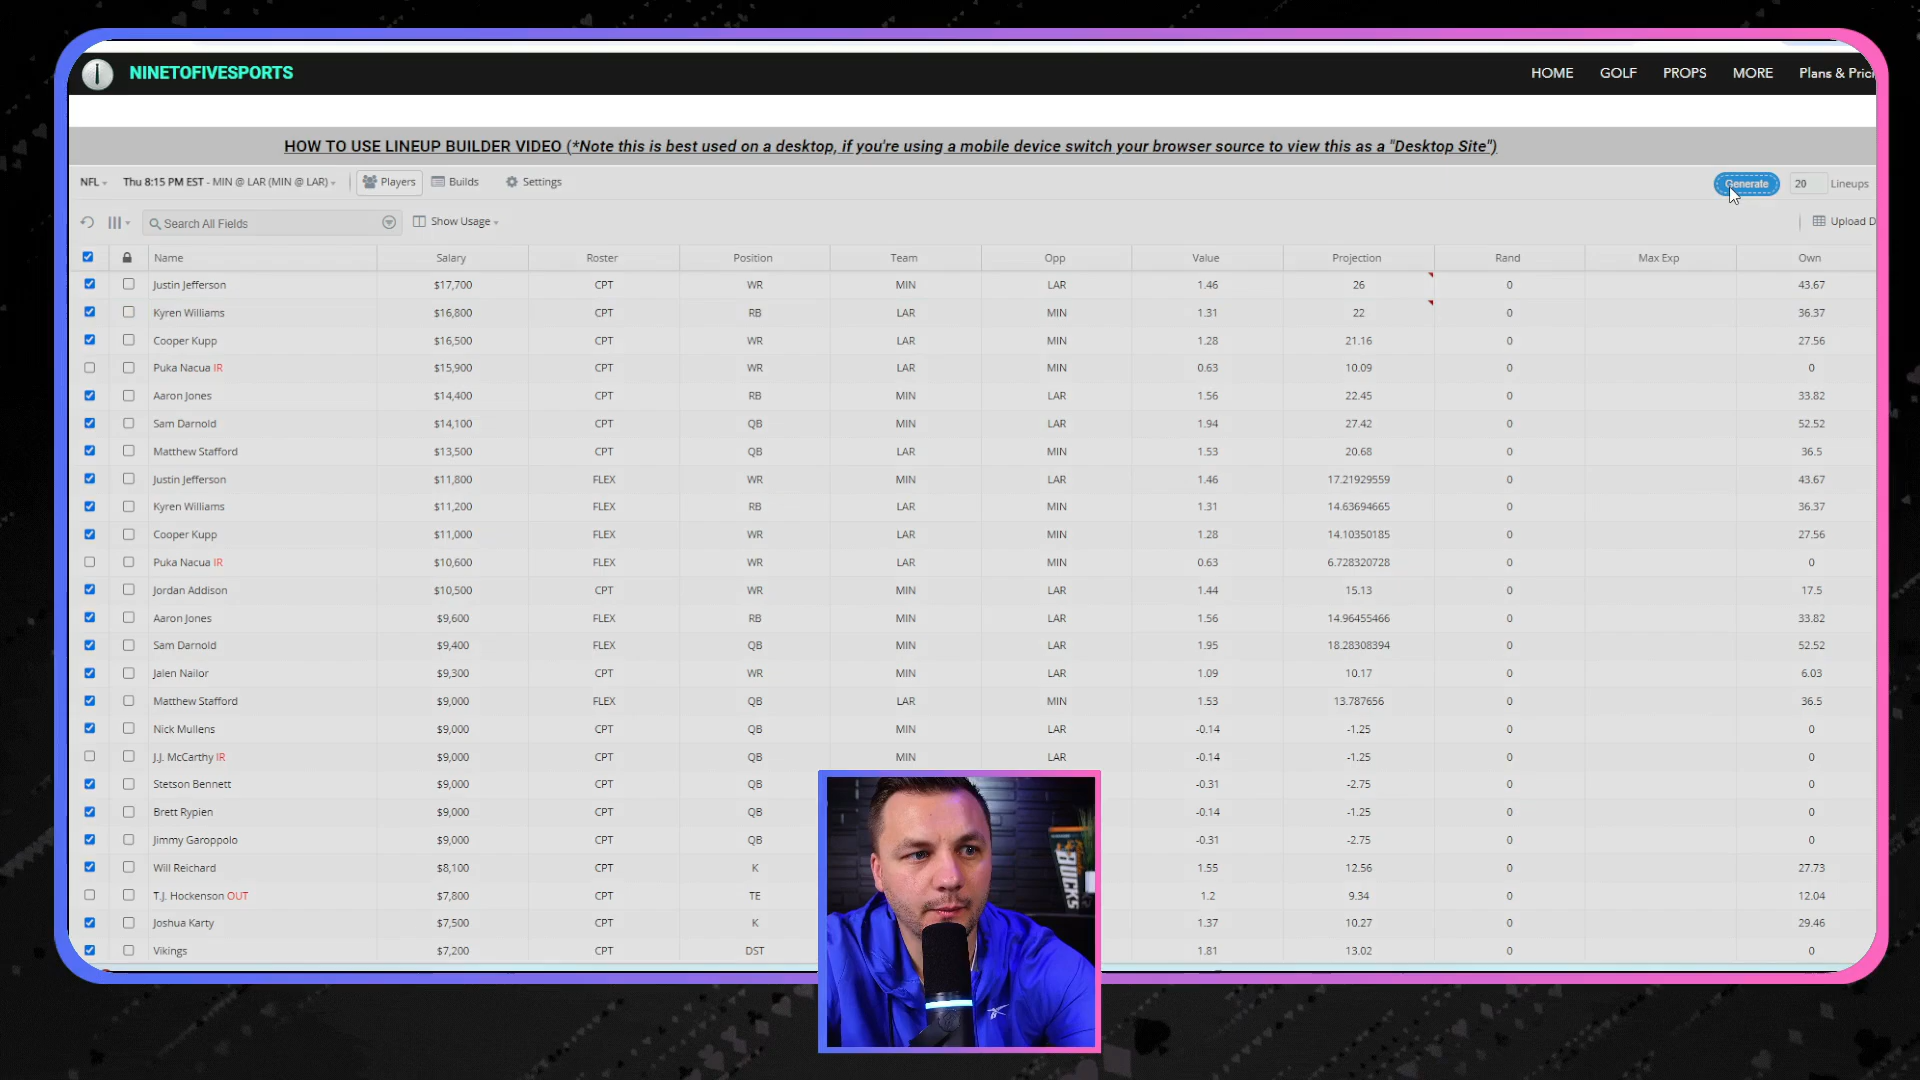 NINETOFIVESPORTS
HOME GOLF PROPS MORE Plans & Prici
HOW TO USE LINEUP BUILDER VIDEO (*Note this is best used on a desktop, if you're using a mobile device switch your browser source to view this as a "Desktop Site")
NFL Thu 8:15 PM EST - MIN @ LAR (MIN @ LAR) Players Builds Settings Generate 20 Lineups
Search All Fields Show Usage Upload D
Name Salary Roster Position Team Opp Value Projection Rand Max Exp Own
Justin Jefferson $17,700 CPT WR MIN LAR 1.46 26 0 43.67
Kyren Williams $16,800 CPT RB LAR MIN 1.31 22 0 36.37
Cooper Kupp $16,500 CPT WR LAR MIN 1.28 21.16 0 27.56
Puka Nacua IR $15,900 CPT WR LAR MIN 0.63 10.09 0 0
Aaron Jones $14,400 CPT RB MIN LAR 1.56 22.45 0 33.82
Sam Darnold $14,100 CPT QB MIN LAR 1.94 27.42 0 52.52
Matthew Stafford $13,500 CPT QB LAR MIN 1.53 20.68 0 36.5
Justin Jefferson $11,800 FLEX WR MIN LAR 1.46 17.21929559 0 43.67
Kyren Williams $11,200 FLEX RB LAR MIN 1.31 14.63694665 0 36.37
Cooper Kupp $11,000 FLEX WR LAR MIN 1.28 14.10350185 0 27.56
Puka Nacua IR $10,600 FLEX WR LAR MIN 0.63 6.728320728 0 0
Jordan Addison $10,500 CPT WR MIN LAR 1.44 15.13 0 17.5
Aaron Jones $9,600 FLEX RB MIN LAR 1.56 14.96455466 0 33.82
Sam Darnold $9,400 FLEX QB MIN LAR 1.95 18.28308394 0 52.52
Jalen Nailor $9,300 CPT WR MIN LAR 1.09 10.17 0 6.03
Matthew Stafford $9,000 FLEX QB LAR MIN 1.53 13.787656 0 36.5
Nick Mullens $9,000 CPT QB MIN LAR -0.14 -1.25 0 0
J.J. McCarthy IR $9,000 CPT QB MIN LAR -0.14 -1.25 0 0
Stetson Bennett $9,000 CPT QB -0.31 -2.75 0 0
Brett Rypien $9,000 CPT QB -0.14 -1.25 0 0
Jimmy Garoppolo $9,000 CPT QB -0.31 -2.75 0 0
Will Reichard $8,100 CPT K 1.55 12.56 0 27.73
T.J. Hockenson OUT $7,800 CPT TE 1.2 9.34 0 12.04
Joshua Karty $7,500 CPT K 1.37 10.27 0 29.46
Vikings $7,200 CPT DST 1.81 13.02 0 0
BUCKS